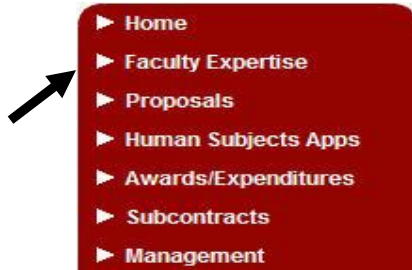 Home
Faculty Expertise
Proposals
Human Subjects Apps
Awards/Expenditures
Subcontracts
Management